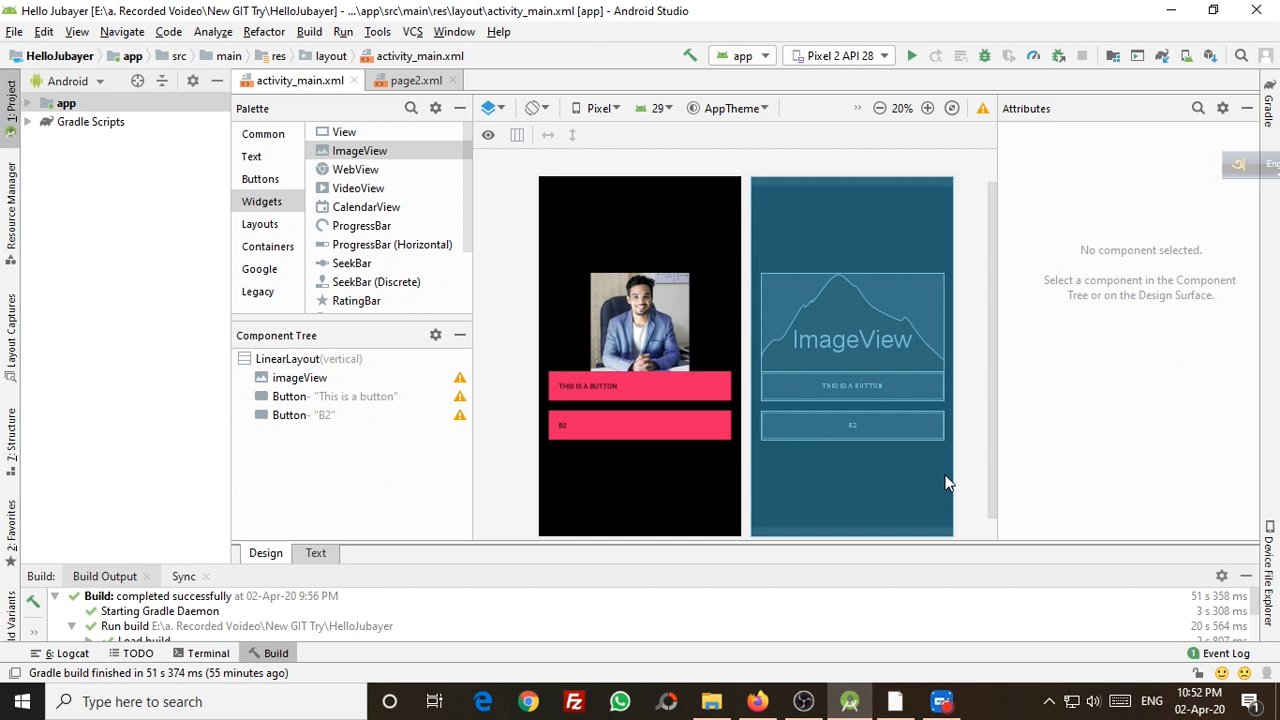 Hello Jubayer [E:\a. Recorded Voideo\New GIT Try\HelloJubayer] - ...\app\src\main\res\layout\activity_main.xml [app] - Android Studio
File Edit View Navigate Code Analyze Refactor Build Run Tools VCS Window Help
HelloJubayer app src main res layout activity_main.xml app Pixel 2 API 28
Android activity_main.xml page2.xml
Palette Pixel 29 AppTheme 20% Attributes
Common
Text
Buttons
Widgets
Layouts
Containers
Google
Legacy
View
ImageView
WebView
VideoView
CalendarView
ProgressBar
ProgressBar (Horizontal)
SeekBar
SeekBar (Discrete)
RatingBar
app
Gradle Scripts
1: Project
Resource Manager
Layout Captures
7: Structure
2: Favorites
Component Tree
LinearLayout(vertical)
imageView
Button- "This is a button"
Button- "B2"
THIS IS A BUTTON
B2
ImageView
THIS IS A BUTTON
B2
No component selected.
Select a component in the Component
Tree or on the Design Surface.
Gradle
Device File Explorer
অ
Design Text
Build: Build Output Sync
Build: completed successfully at 02-Apr-20 9:56 PM 51 s 358 ms
Starting Gradle Daemon 3 s 308 ms
Run build E:\a. Recorded Voideo\New GIT Try\HelloJubayer 20 s 564 ms
Load build
6: Logcat TODO Terminal Build Event Log
Gradle build finished in 51 s 374 ms (55 minutes ago)
Type here to search
ENG
10:52 PM
02-Apr-20